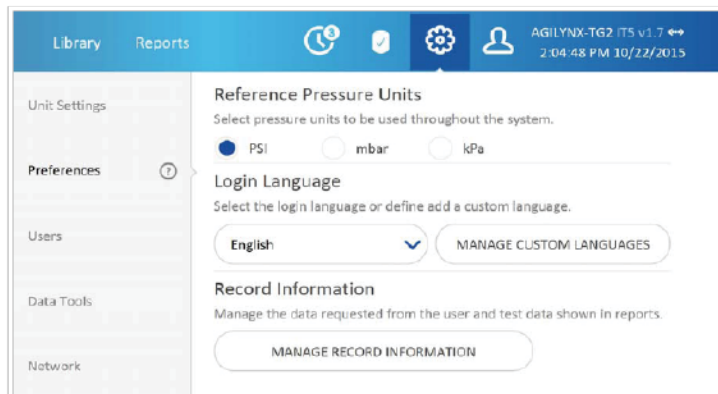 Library Reports 3 AGILYNX-TG2 IT5 v1.7
2:04:48 PM 10/22/2015
Unit Settings
Preferences ?
Users
Data Tools
Network
Reference Pressure Units
Select pressure units to be used throughout the system.
PSI mbar kPa
Login Language
Select the login language or define add a custom language.
English MANAGE CUSTOM LANGUAGES
Record Information
Manage the data requested from the user and test data shown in reports.
MANAGE RECORD INFORMATION